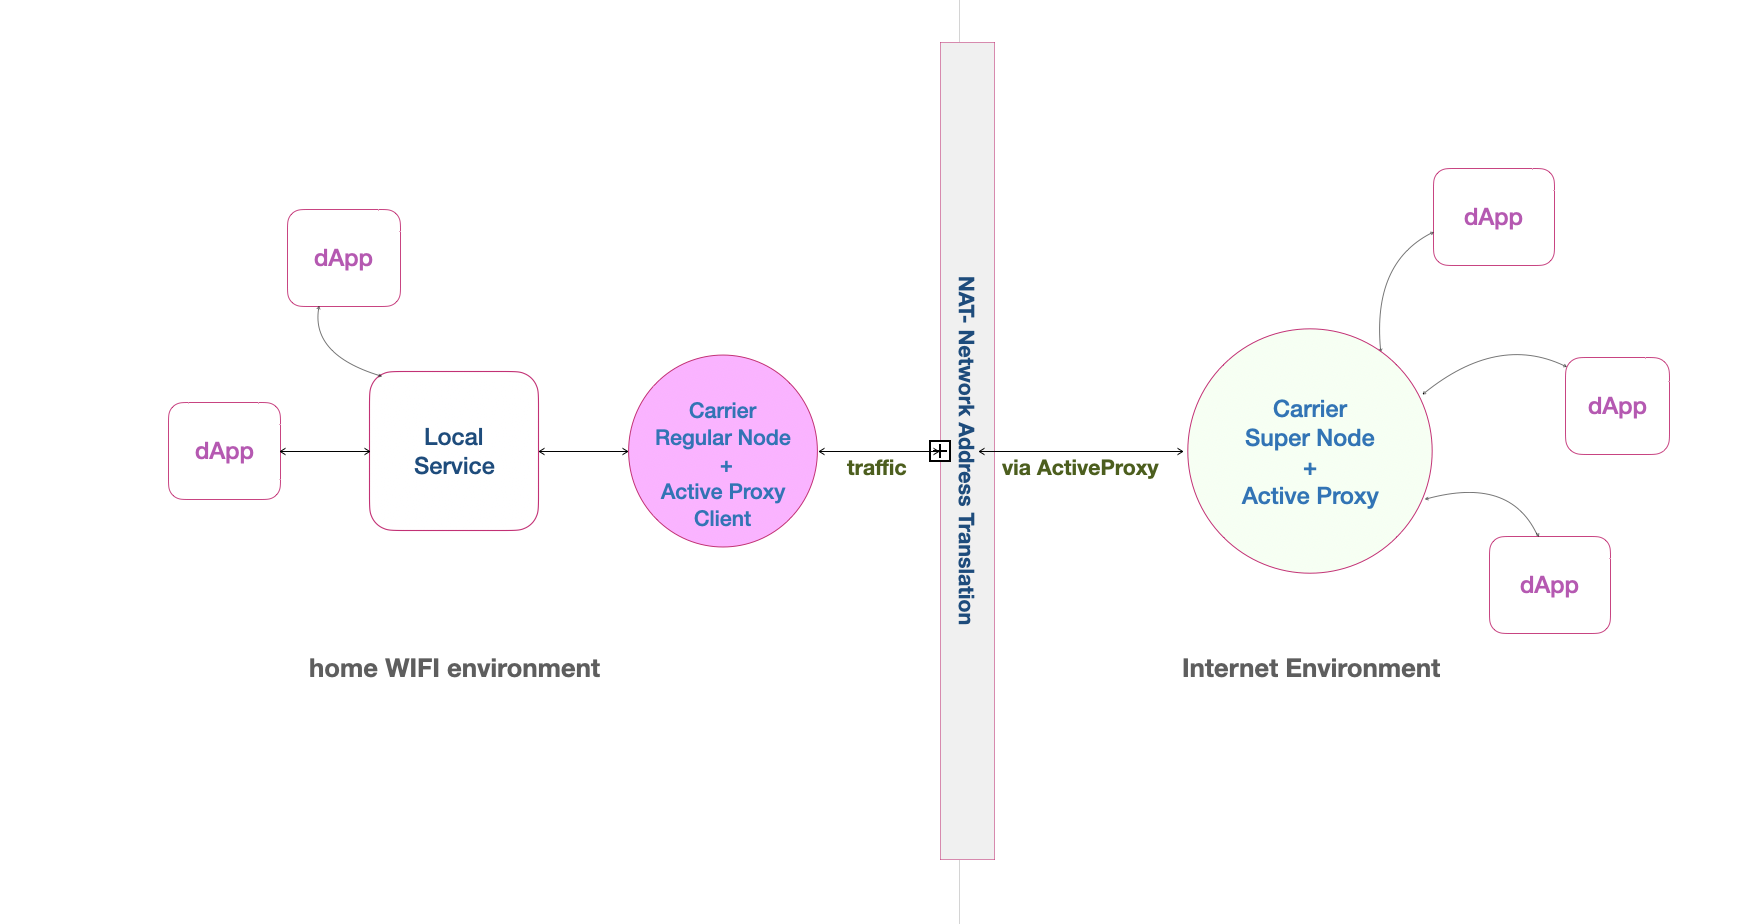 dApp
dApp
Local
Service
Carrier
Regular Node
+
Active Proxy
Client
traffic
NAT- Network Address Translation
via ActiveProxy
Carrier
Super Node
+
Active Proxy
dApp
dApp
dApp
home WIFI environment
Internet Environment